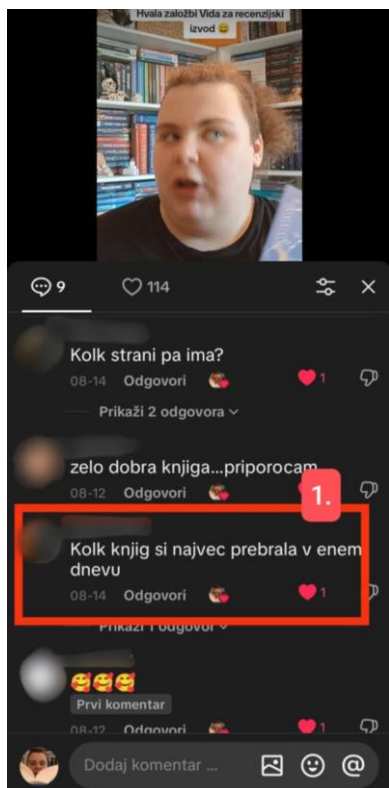 Hvala založbi Vida za recenzijski
izvod 😄
9
114
Kolk strani pa ima?
08-14 Odgovori
1
Prikaži 2 odgovora
zelo dobra knjiga...priporocam
08-12 Odgovori
1.
Kolk knjig si najvec prebrala v enem
dnevu
08-14 Odgovori
1
Prikaži 1 odgovor
🥰🥰🥰
Prvi komentar
08-12 Odgovori
1
Dodaj komentar ...
@